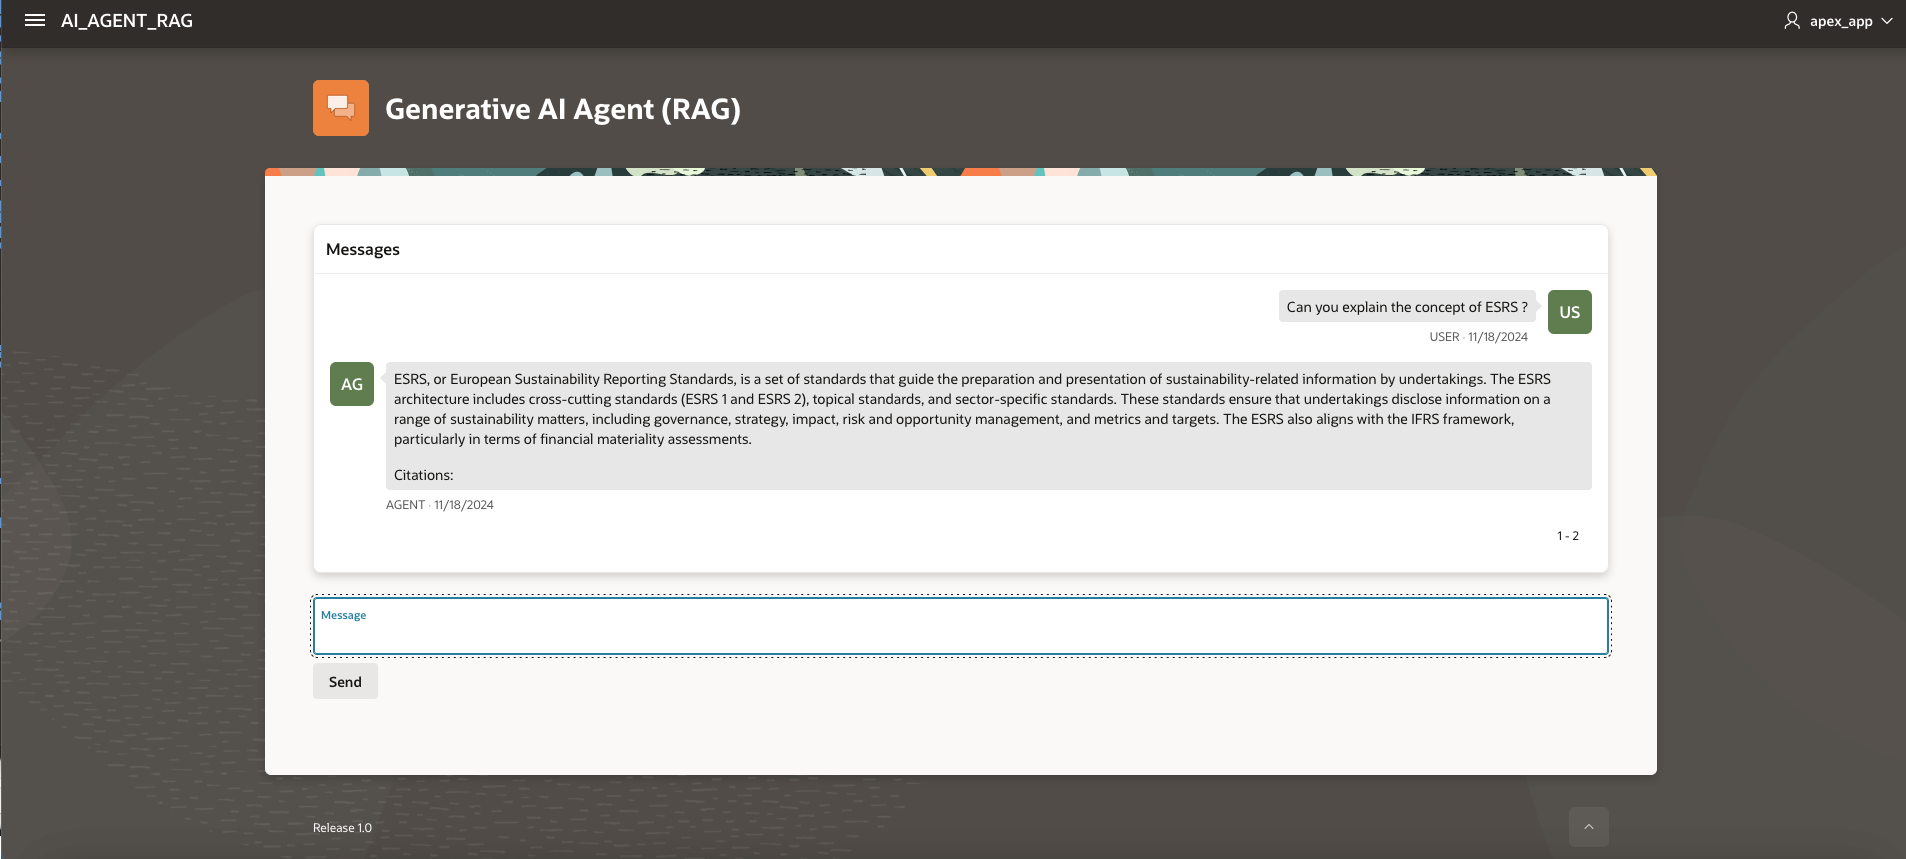 AI_AGENT_RAG
apex_app
Generative AI Agent (RAG)
Messages
Can you explain the concept of ESRS ?
US
USER · 11/18/2024
AG
ESRS, or European Sustainability Reporting Standards, is a set of standards that guide the preparation and presentation of sustainability-related information by undertakings. The ESRS
architecture includes cross-cutting standards (ESRS 1 and ESRS 2), topical standards, and sector-specific standards. These standards ensure that undertakings disclose information on a
range of sustainability matters, including governance, strategy, impact, risk and opportunity management, and metrics and targets. The ESRS also aligns with the IFRS framework,
particularly in terms of financial materiality assessments.
Citations:
AGENT · 11/18/2024
1 - 2
Message
Send
Release 1.0